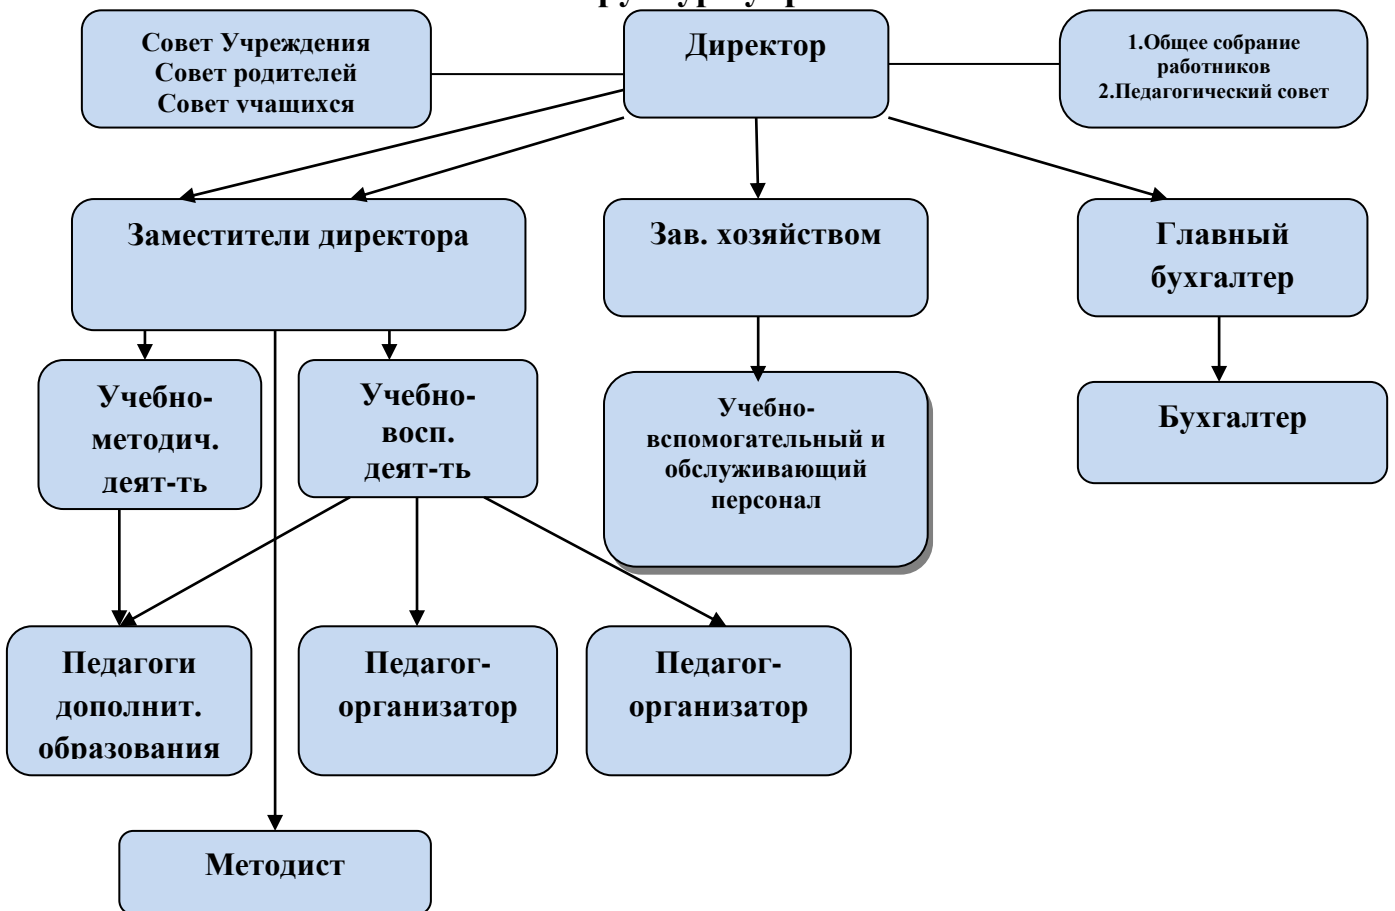 Совет Учреждения
Совет родителей
Совет учащихся
Директор
1.Общее собрание
работников
2.Педагогический совет
Заместители директора
Зав. хозяйством
Главный
бухгалтер
Учебно-
методич.
деят-ть
Учебно-
восп.
деят-ть
Учебно-
вспомогательный и
обслуживающий
персонал
Бухгалтер
Педагоги
дополнит.
образования
Педагог-
организатор
Педагог-
организатор
Методист